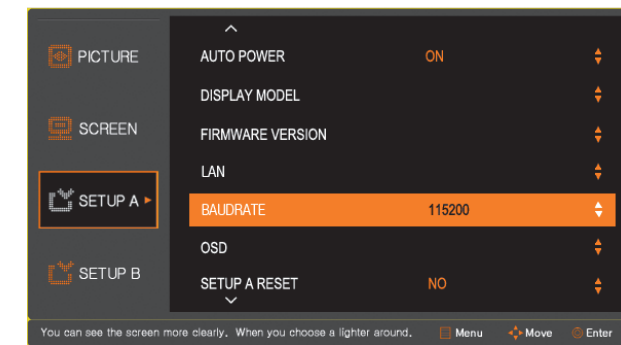 PICTURE
SCREEN
SETUP A
SETUP B
AUTO POWER ON
DISPLAY MODEL
FIRMWARE VERSION
LAN
BAUDRATE 115200
OSD
SETUP A RESET NO
You can see the screen more clearly. When you choose a lighter around. Menu Move Enter